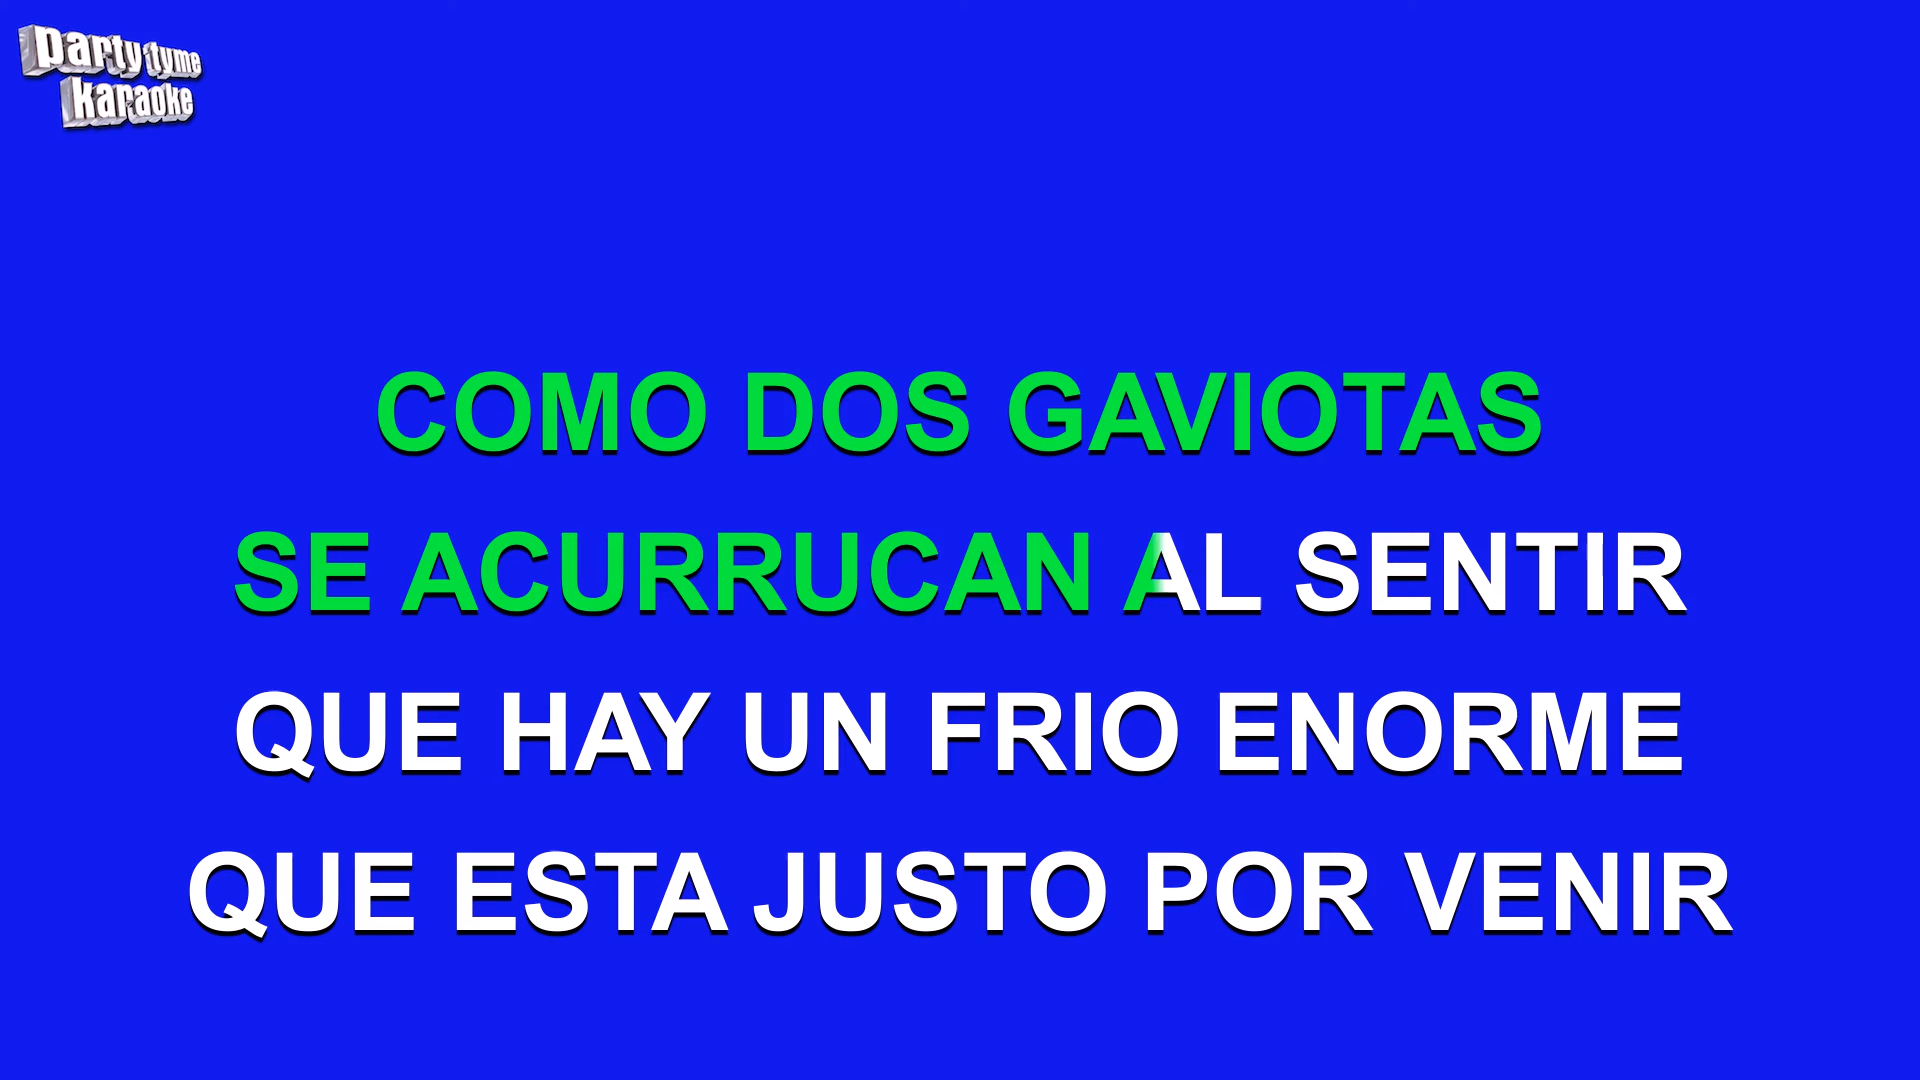 party tyme
karaoke
COMO DOS GAVIOTAS
SE ACURRUCAN AL SENTIR
QUE HAY UN FRIO ENORME
QUE ESTA JUSTO POR VENIR